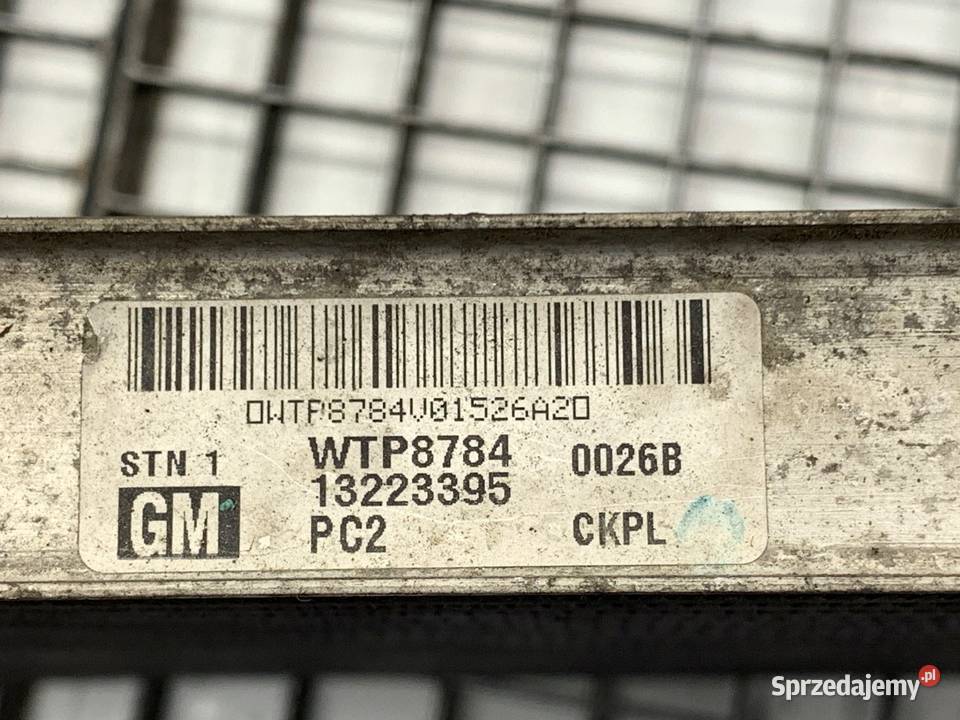 0WTP8784V01526A20
STN 1 WTP8784 0026B
13223395
GM PC2 CKPL
Sprzedajemy.pl